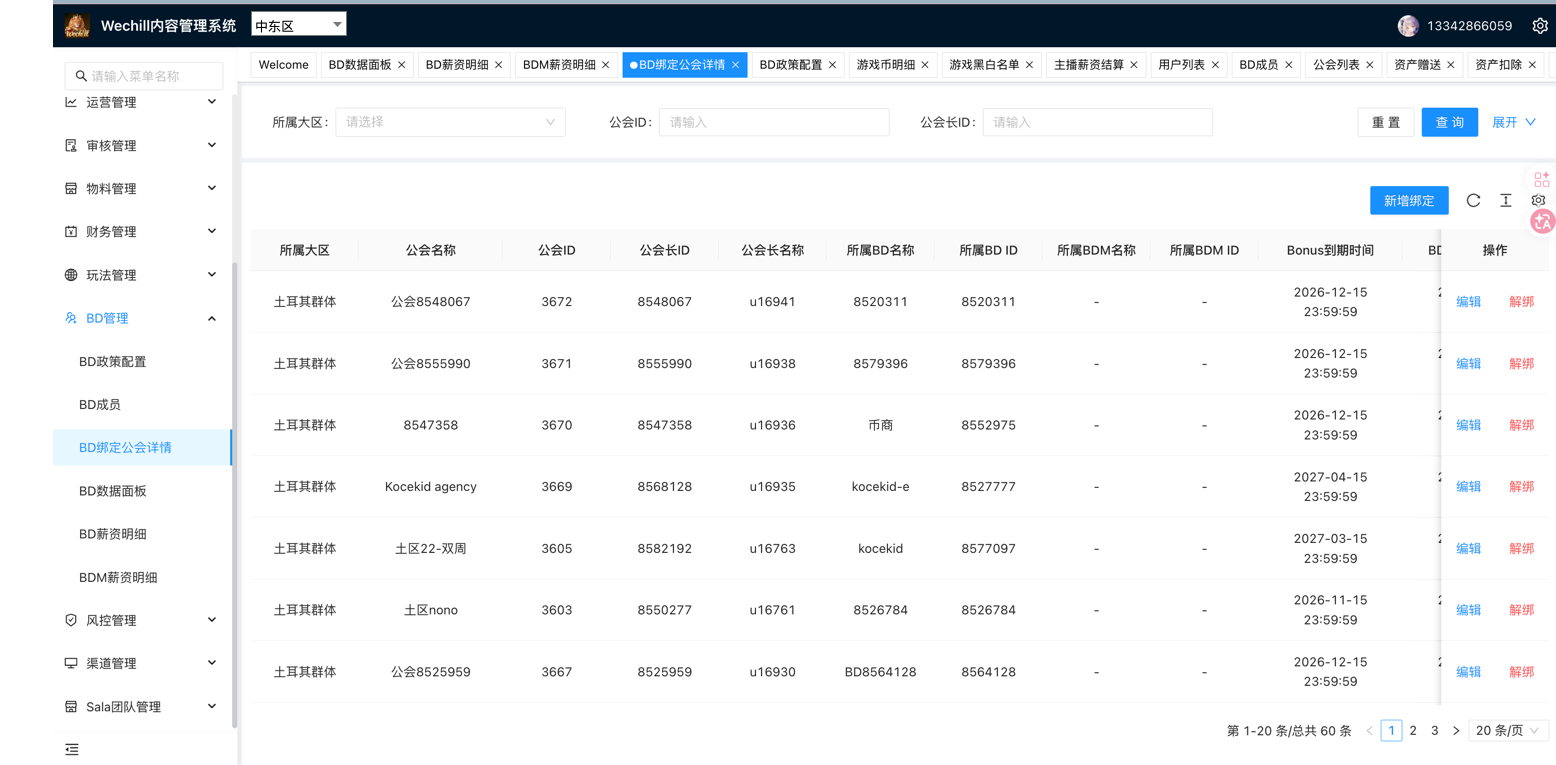 Wechill内容管理系统
中东区
13342866059
请输入菜单名称
Welcome
BD数据面板
BD薪资明细
BDM薪资明细
BD绑定公会详情
BD政策配置
游戏币明细
游戏黑白名单
主播薪资结算
用户列表
BD成员
公会列表
资产赠送
资产扣除
运营管理
审核管理
物料管理
财务管理
玩法管理
BD管理
BD政策配置
BD成员
BD绑定公会详情
BD数据面板
BD薪资明细
BDM薪资明细
风控管理
渠道管理
Sala团队管理
所属大区: 请选择
公会ID: 请输入
公会长ID: 请输入
重 置
查 询
展开
新增绑定
所属大区 公会名称 公会ID 公会长ID 公会长名称 所属BD名称 所属BD ID 所属BDM名称 所属BDM ID Bonus到期时间 操作
土耳其群体 公会8548067 3672 8548067 u16941 8520311 8520311 - - 2026-12-15 编辑 解绑
23:59:59
土耳其群体 公会8555990 3671 8555990 u16938 8579396 8579396 - - 2026-12-15 编辑 解绑
23:59:59
土耳其群体 8547358 3670 8547358 u16936 币商 8552975 - - 2026-12-15 编辑 解绑
23:59:59
土耳其群体 Kocekid agency 3669 8568128 u16935 kocekid-e 8527777 - - 2027-04-15 编辑 解绑
23:59:59
土耳其群体 土区22-双周 3605 8582192 u16763 kocekid 8577097 - - 2027-03-15 编辑 解绑
23:59:59
土耳其群体 土区nono 3603 8550277 u16761 8526784 8526784 - - 2026-11-15 编辑 解绑
23:59:59
土耳其群体 公会8525959 3667 8525959 u16930 BD8564128 8564128 - - 2026-12-15 编辑 解绑
23:59:59
第 1-20 条/总共 60 条 1 2 3 20 条/页